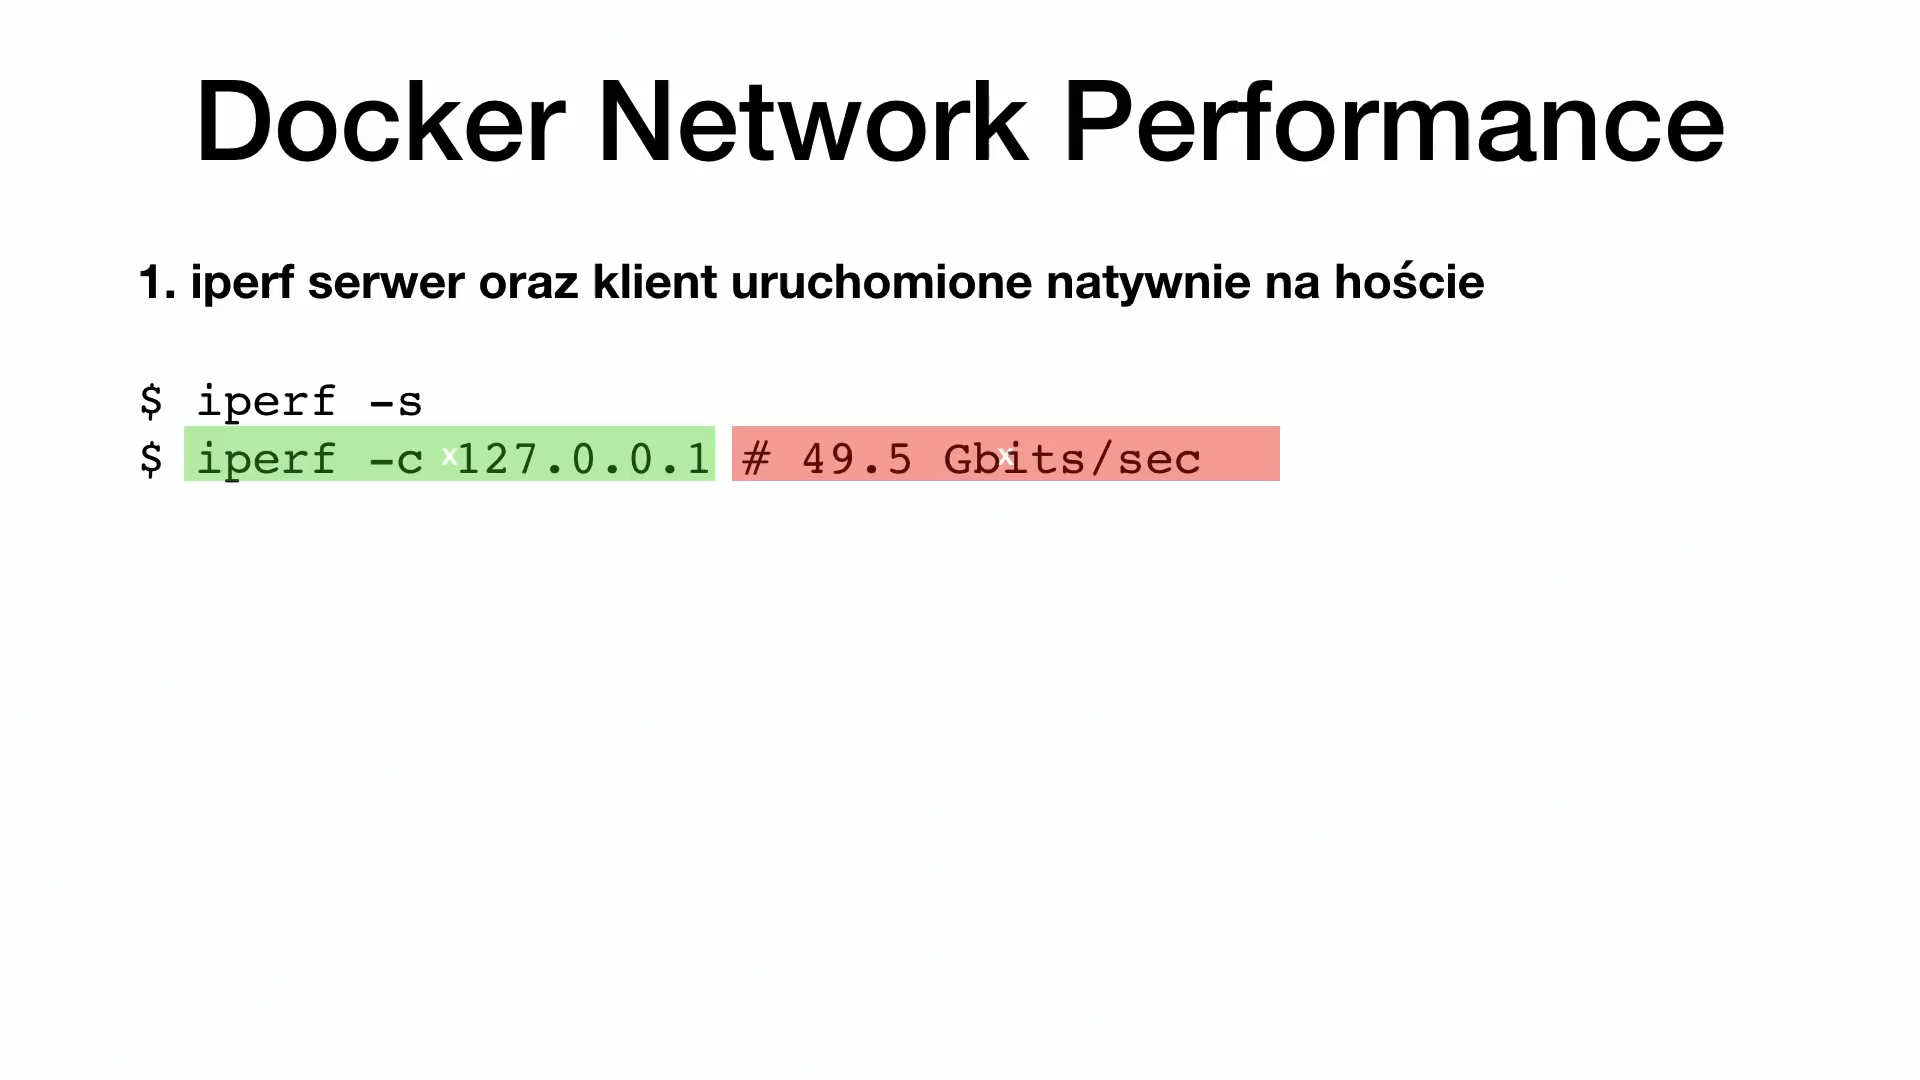 Docker Network Performance
1. iperf serwer oraz klient uruchomione natywnie na hoście
$ iperf -s
$ iperf -c 127.0.0.1 # 49.5 Gbits/sec
x x